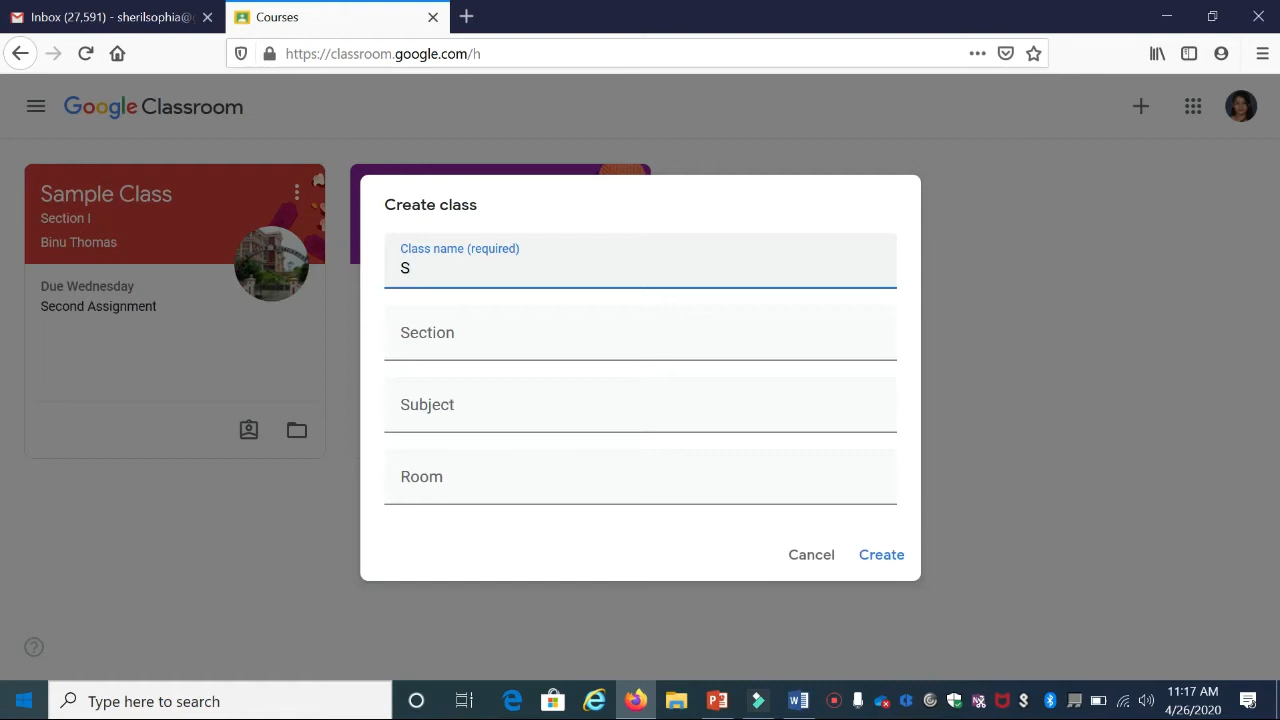 Inbox (27,591) - sherilsophia@
Courses
https://classroom.google.com/h
Google Classroom
Sample Class
Section I
Binu Thomas
Due Wednesday
Second Assignment
Create class
Class name (required)
S
Section
Subject
Room
Cancel
Create
Type here to search
11:17 AM
4/26/2020